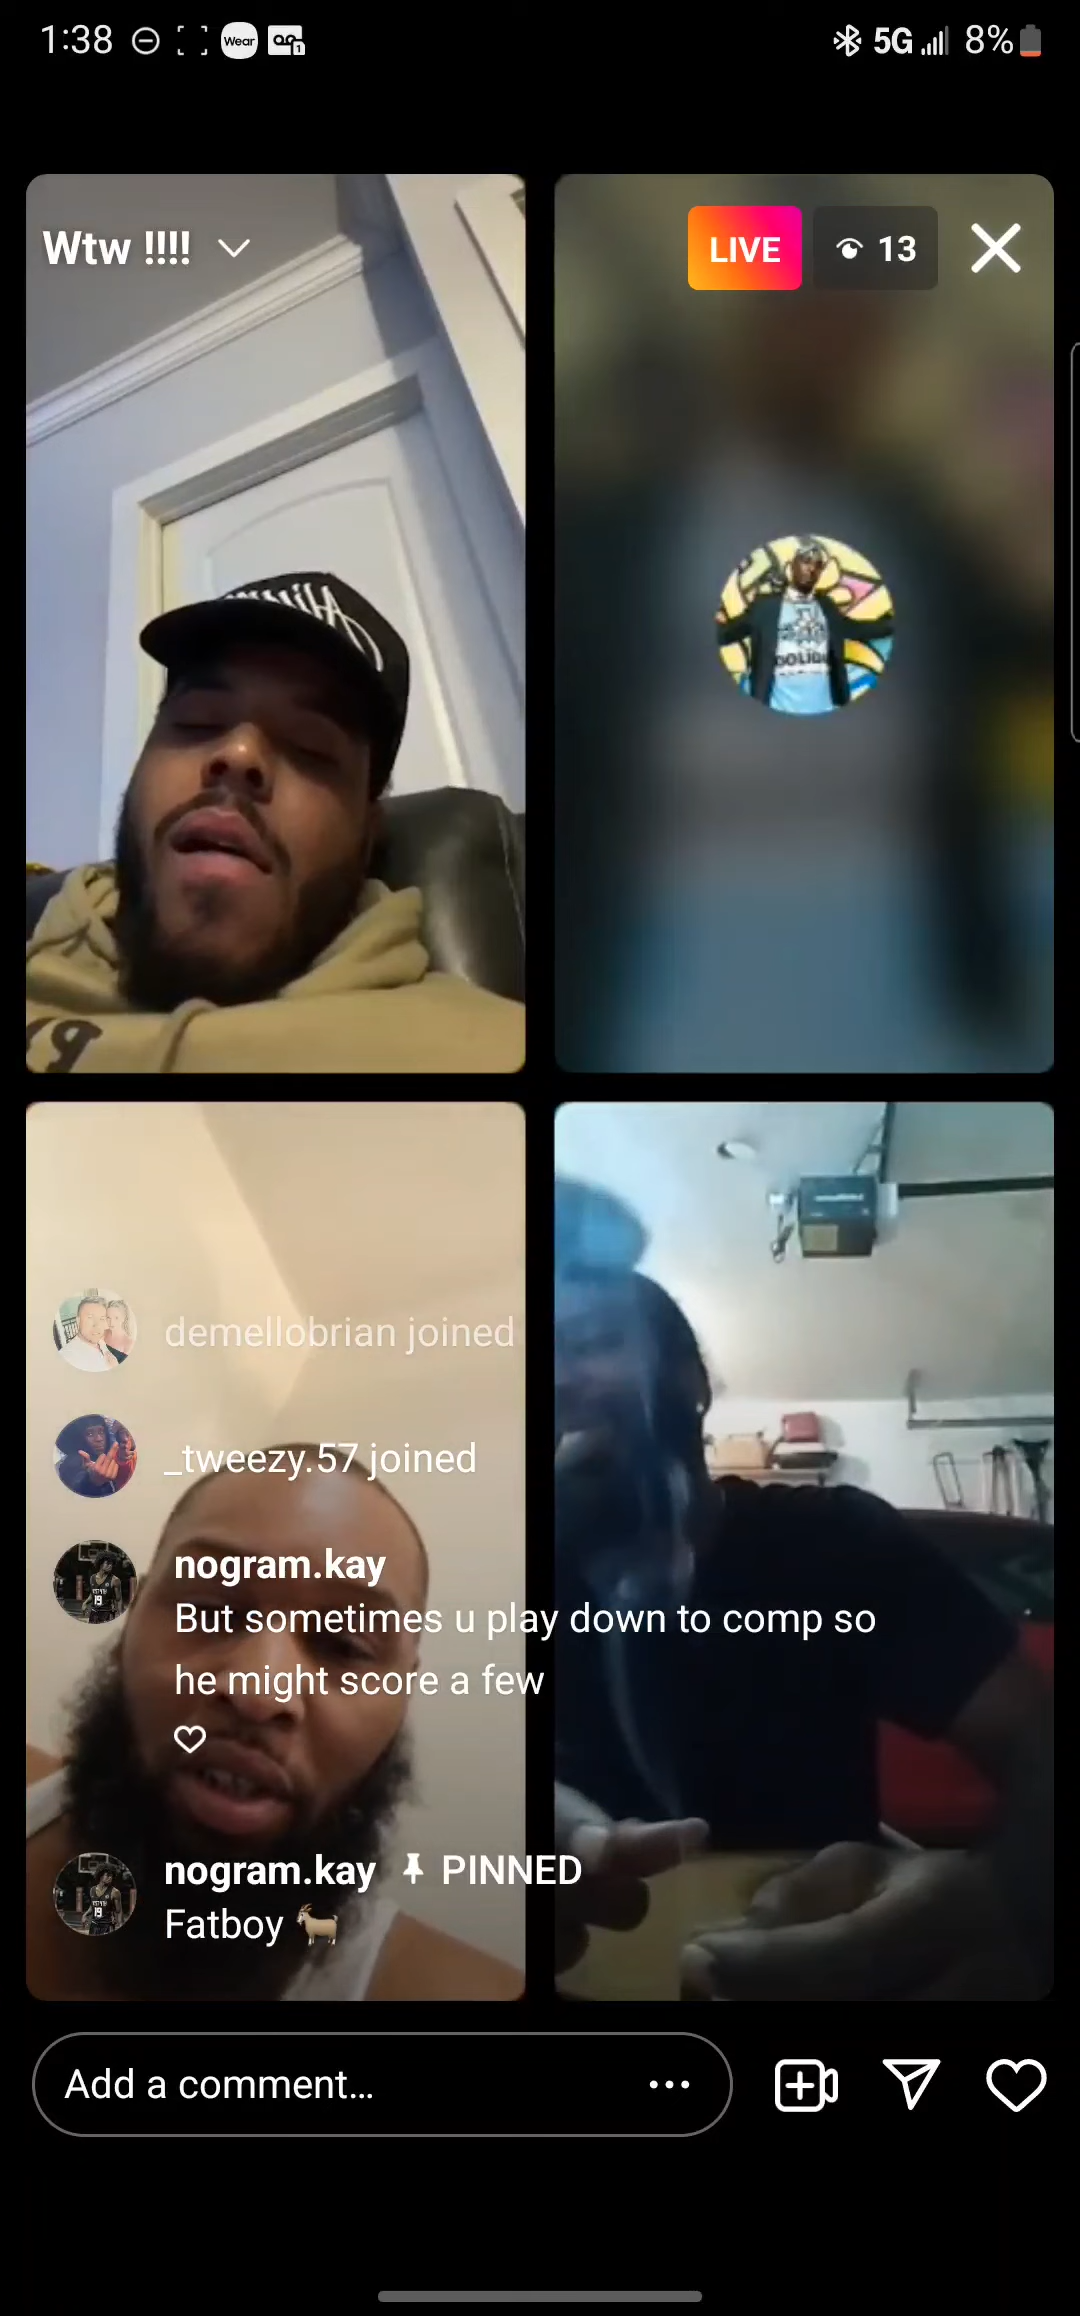 1:38
Wear
5G
8%
Wtw !!!!
LIVE
13
demellobrian joined
_tweezy.57 joined
nogram.kay
But sometimes u play down to comp so
he might score a few
nogram.kay PINNED
Fatboy 🐐
Add a comment...